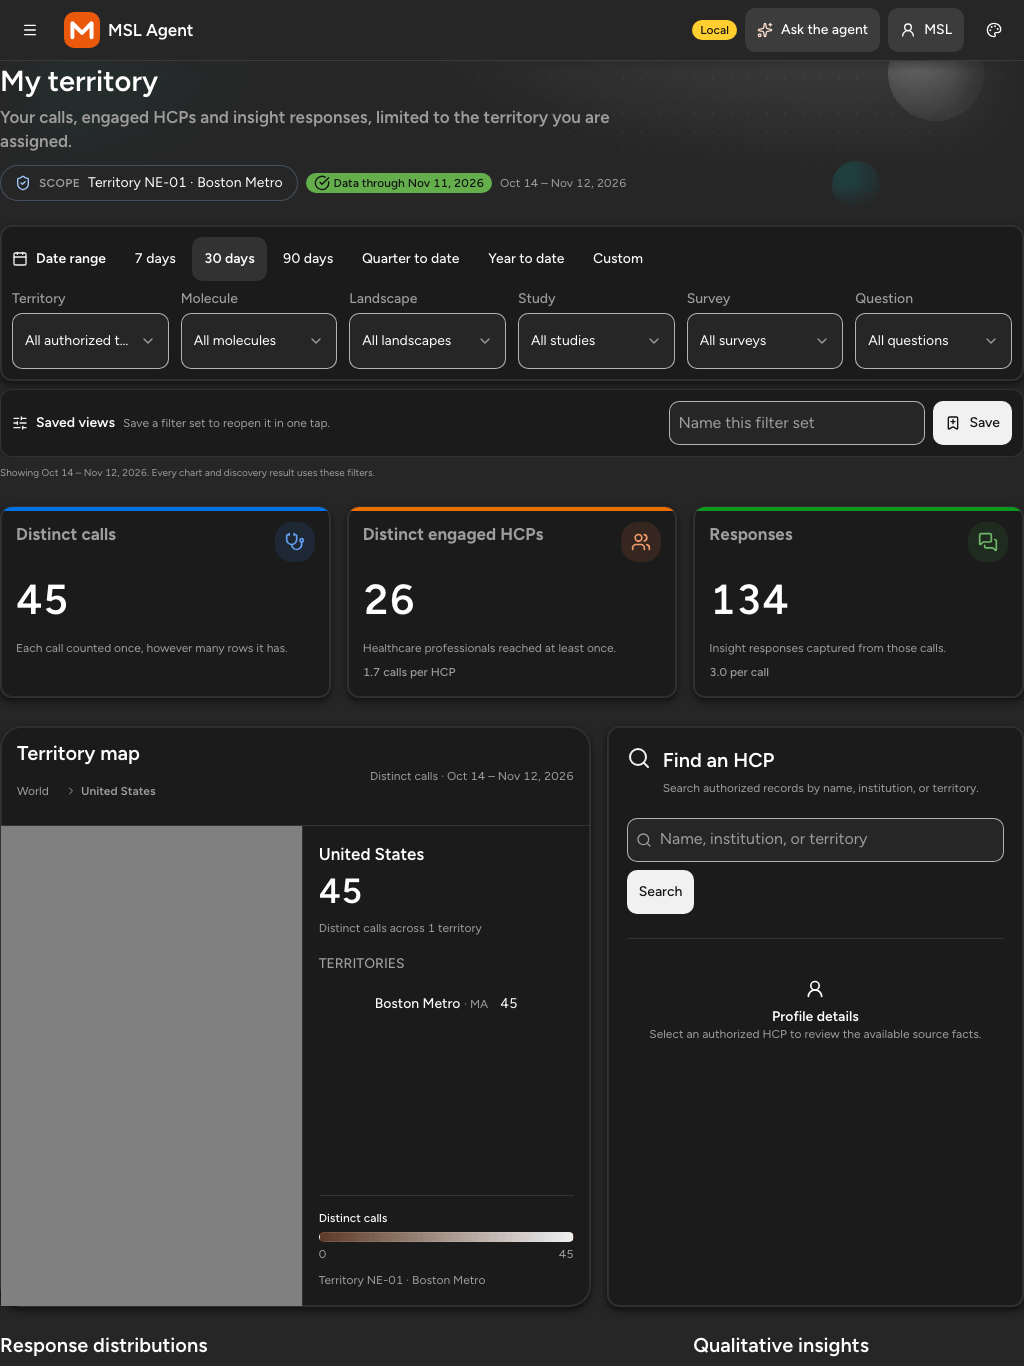 MSL Agent
Local
Ask the agent
MSL
My territory
Your calls, engaged HCPs and insight responses, limited to the territory you are
assigned.
SCOPE Territory NE-01 · Boston Metro
Data through Nov 11, 2026
Oct 14 – Nov 12, 2026
Date range
7 days
30 days
90 days
Quarter to date
Year to date
Custom
Territory
Molecule
Landscape
Study
Survey
Question
All authorized t...
All molecules
All landscapes
All studies
All surveys
All questions
Saved views
Save a filter set to reopen it in one tap.
Name this filter set
Save
Showing Oct 14 – Nov 12, 2026. Every chart and discovery result uses these filters.
Distinct calls
45
Each call counted once, however many rows it has.
Distinct engaged HCPs
26
Healthcare professionals reached at least once.
1.7 calls per HCP
Responses
134
Insight responses captured from those calls.
3.0 per call
Territory map
World
United States
Distinct calls · Oct 14 – Nov 12, 2026
United States
45
Distinct calls across 1 territory
TERRITORIES
Boston Metro · MA 45
Distinct calls
0
45
Territory NE-01 · Boston Metro
Find an HCP
Search authorized records by name, institution, or territory.
Name, institution, or territory
Search
Profile details
Select an authorized HCP to review the available source facts.
Response distributions
Qualitative insights